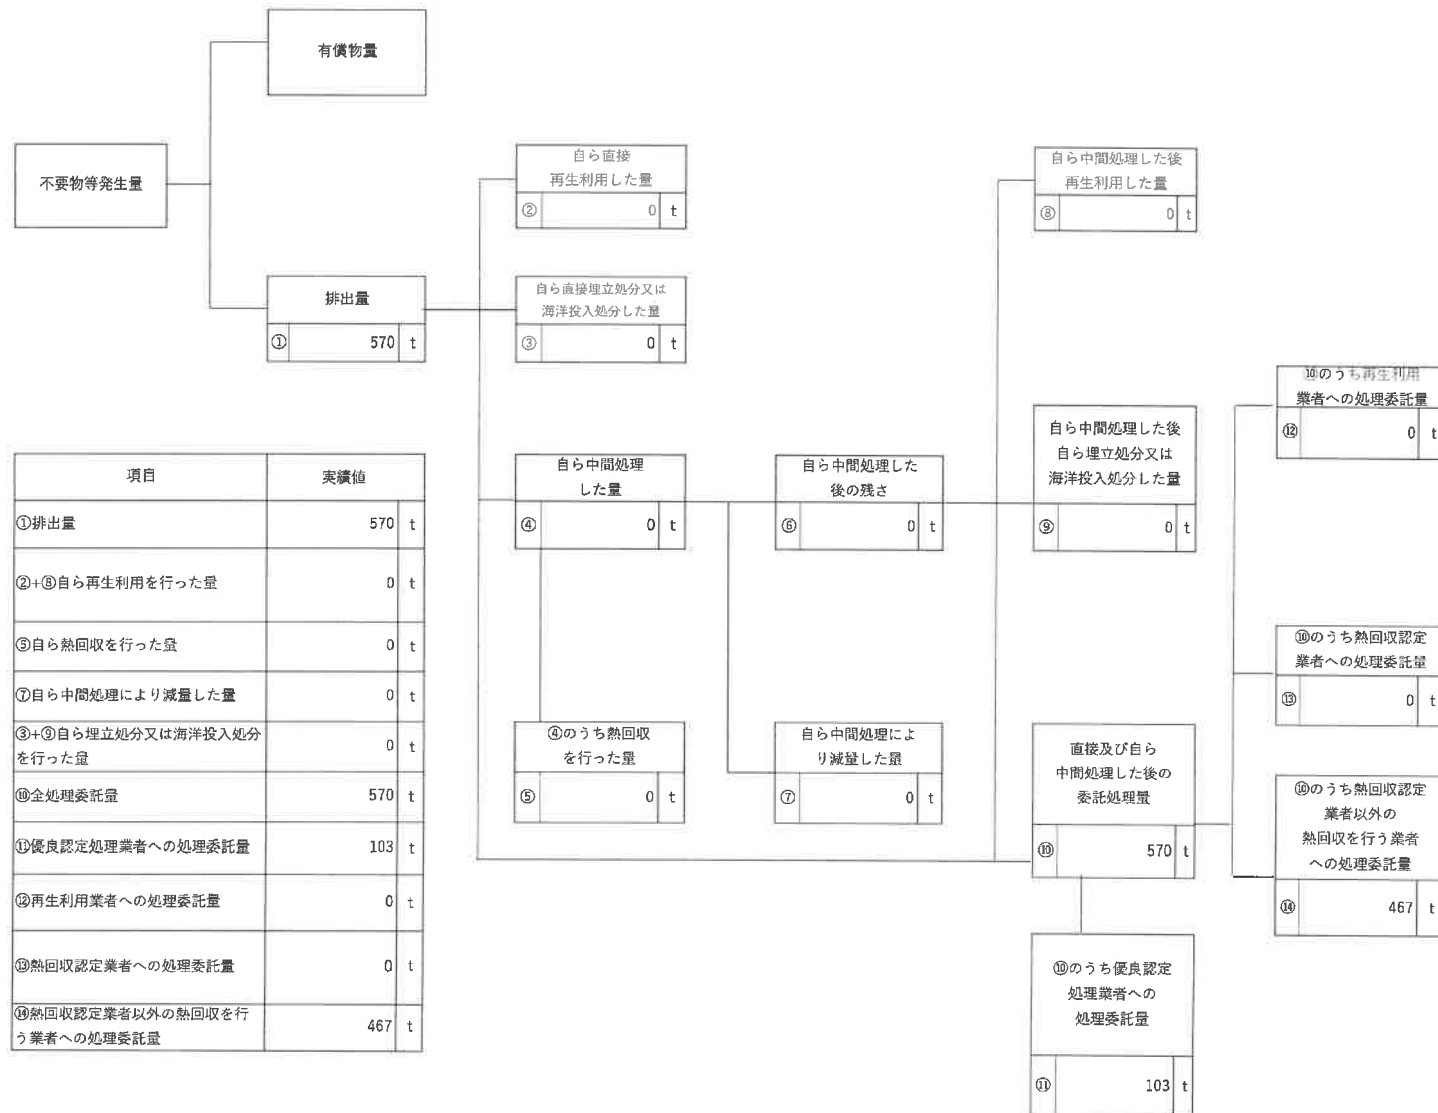 有償物量
不要物等発生量
排出量
① 570 t
自ら直接
再生利用した量
② 0 t
自ら直接埋立処分又は
海洋投入処分した量
③ 0 t
自ら中間処理
した量
④ 0 t
④のうち熱回収
を行った量
⑤ 0 t
自ら中間処理した
後の残さ
⑥ 0 t
自ら中間処理によ
り減量した量
⑦ 0 t
自ら中間処理した後
再生利用した量
⑧ 0 t
自ら中間処理した後
自ら埋立処分又は
海洋投入処分した量
⑨ 0 t
直接及び自ら
中間処理した後の
委託処理量
⑩ 570 t
⑩のうち優良認定
処理業者への
処理委託量
⑪ 103 t
⑩のうち再生利用
業者への処理委託量
⑫ 0 t
⑩のうち熱回収認定
業者への処理委託量
⑬ 0 t
⑩のうち熱回収認定
業者以外の
熱回収を行う業者
への処理委託量
⑭ 467 t
項目 実績値
①排出量 570 t
②+⑧自ら再生利用を行った量 0 t
⑤自ら熱回収を行った量 0 t
⑦自ら中間処理により減量した量 0 t
③+⑨自ら埋立処分又は海洋投入処分
を行った量 0 t
⑩全処理委託量 570 t
⑪優良認定処理業者への処理委託量 103 t
⑫再生利用業者への処理委託量 0 t
⑬熱回収認定業者への処理委託量 0 t
⑭熱回収認定業者以外の熱回収を行
う業者への処理委託量 467 t